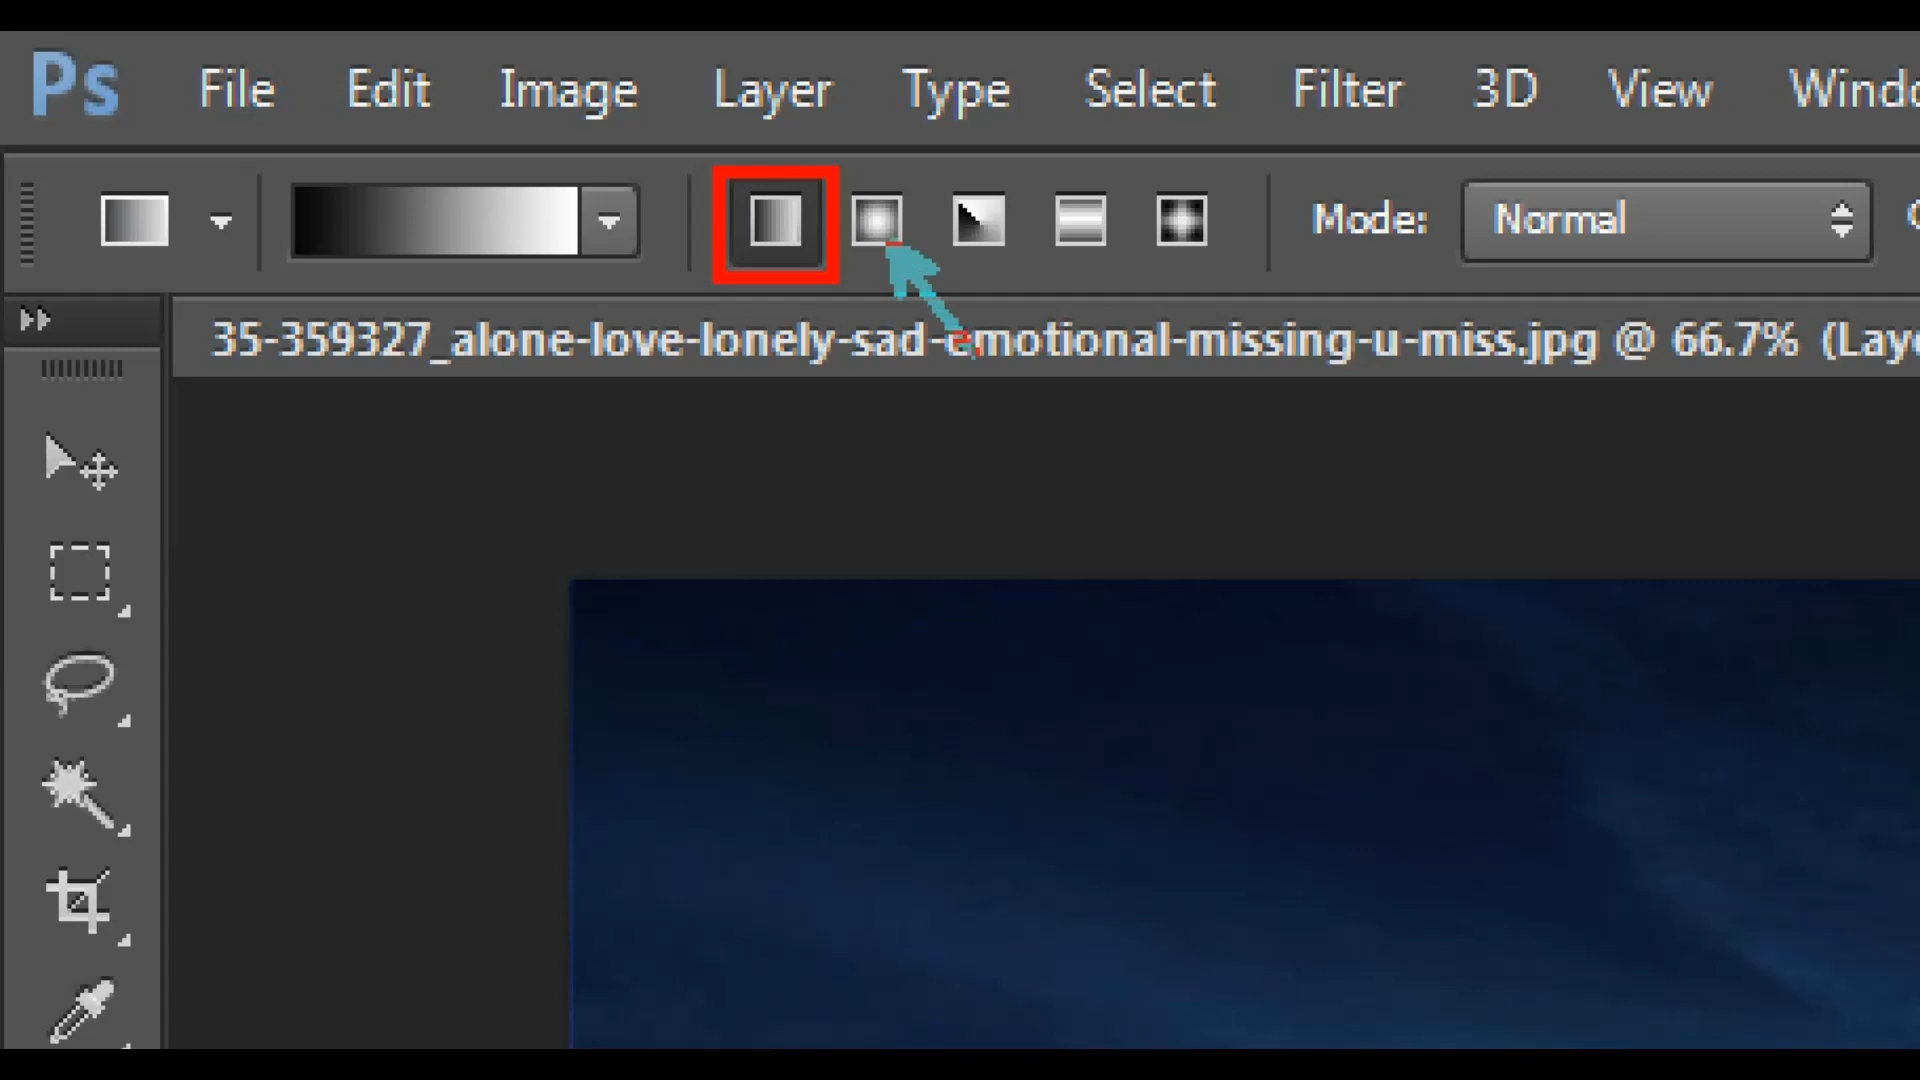 Ps File Edit Image Layer Type Select Filter 3D View
Mode: Normal
35-359327_alone-love-lonely-sad-emotional-missing-u-miss.jpg @ 66.7%